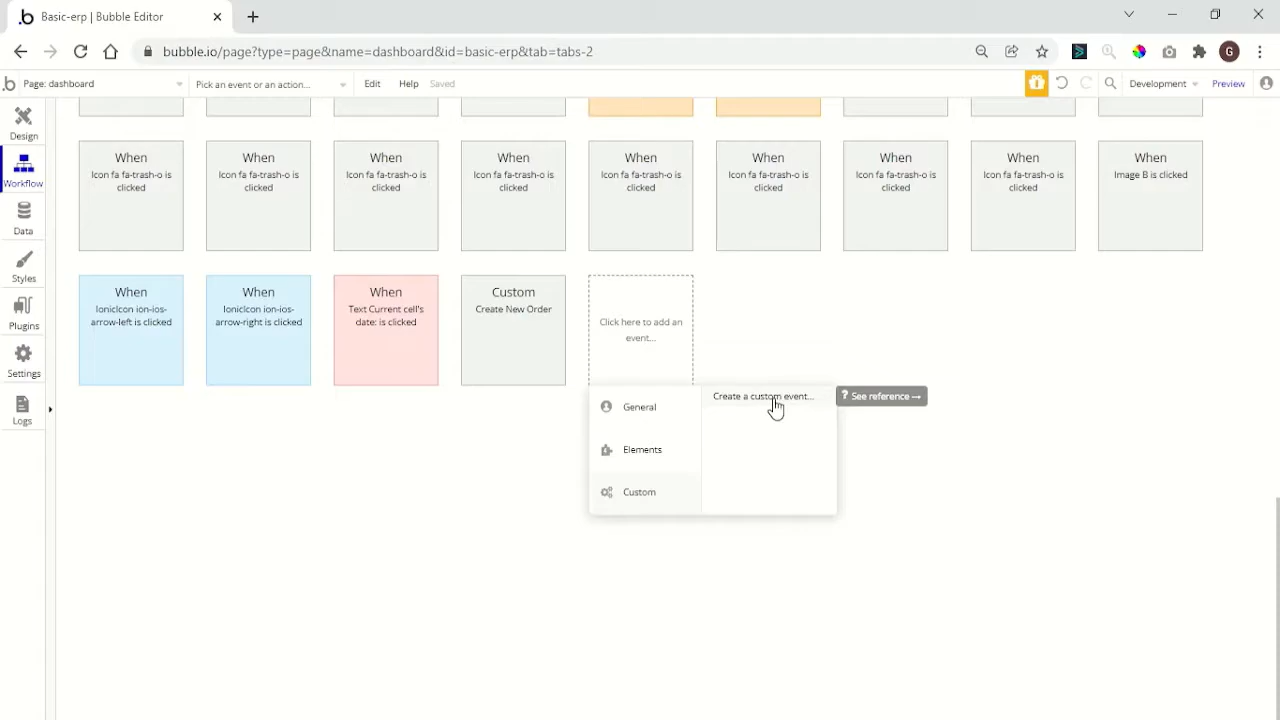 Basic-erp | Bubble Editor
bubble.io/page?type=page&name=dashboard&id=basic-erp&tab=tabs-2
G
Page: dashboard
Pick an event or an action...
Edit
Help
Saved
Development
Preview
Design
Workflow
Data
Styles
Plugins
Settings
Logs
When
Icon fa fa-trash-o is
clicked
When
Icon fa fa-trash-o is
clicked
When
Icon fa fa-trash-o is
clicked
When
Icon fa fa-trash-o is
clicked
When
Icon fa fa-trash-o is
clicked
When
Icon fa fa-trash-o is
clicked
When
Icon fa fa-trash-o is
clicked
When
Icon fa fa-trash-o is
clicked
When
Image B is clicked
When
IonicIcon ion-ios-
arrow-left is clicked
When
IonicIcon ion-ios-
arrow-right is clicked
When
Text Current cell's
date: is clicked
Custom
Create New Order
Click here to add an
event...
General
Elements
Custom
Create a custom event...
? See reference →